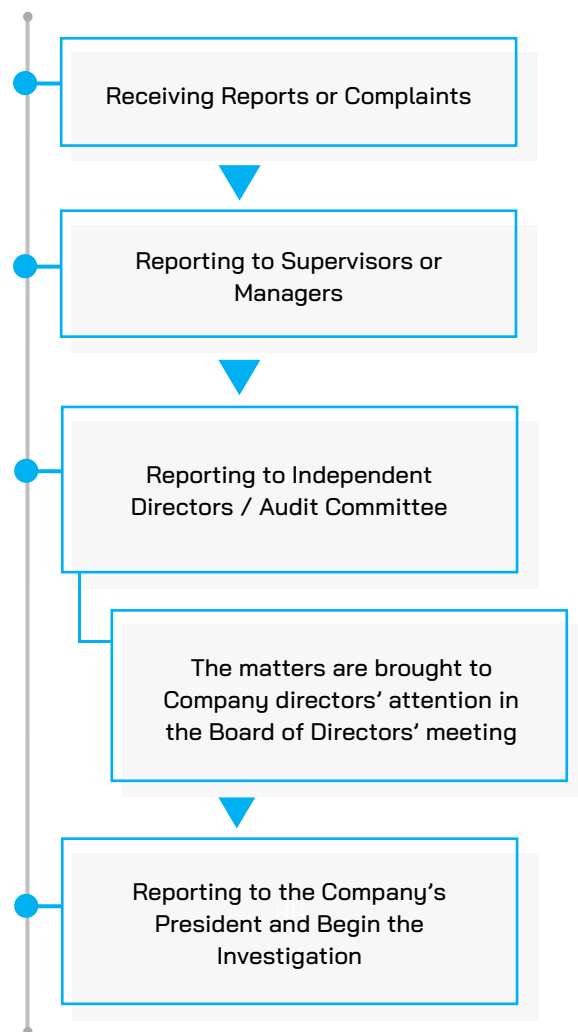 Receiving Reports or Complaints
Reporting to Supervisors or
Managers
Reporting to Independent
Directors / Audit Committee
The matters are brought to
Company directors’ attention in
the Board of Directors’ meeting
Reporting to the Company’s
President and Begin the
Investigation